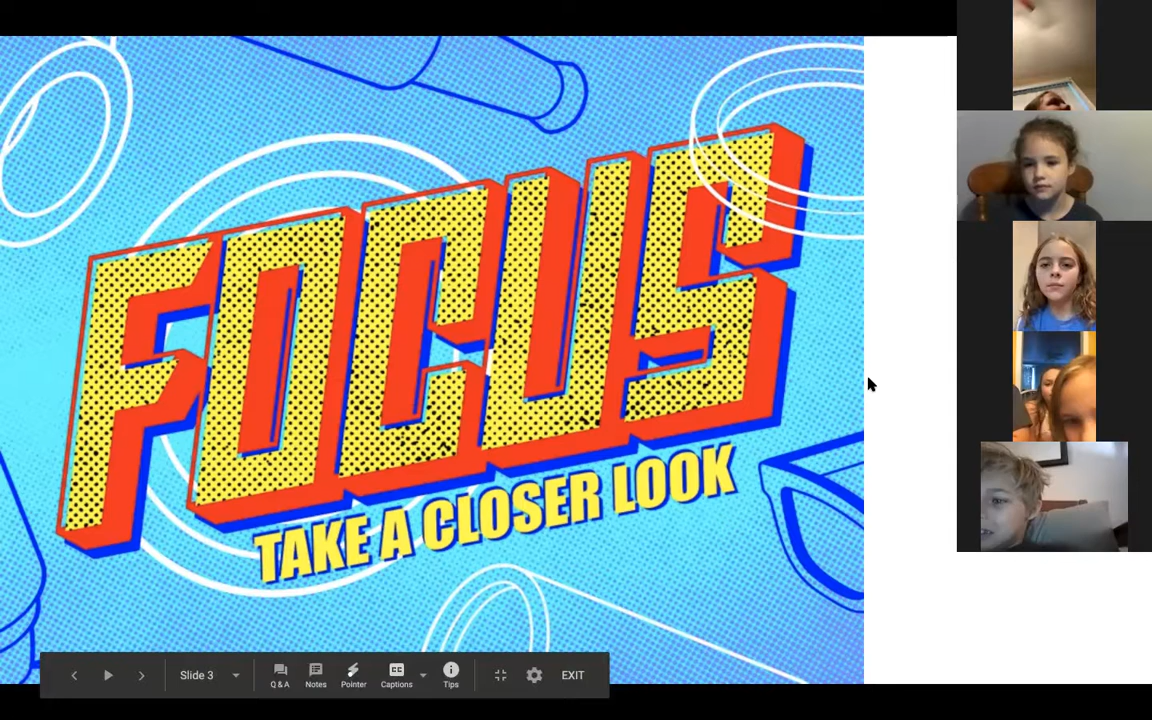 FOCUS
TAKE A CLOSER LOOK
Slide 3
Q & A
Notes
Pointer
Captions
Tips
EXIT